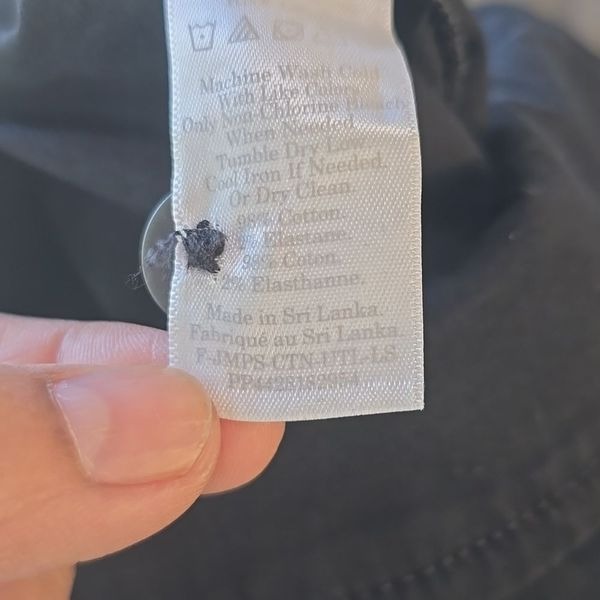 Machine Wash Cold
With Like Colors.
Only Non-Chlorine Bleach
When Needed.
Tumble Dry Low.
Cool Iron If Needed.
Or Dry Clean.
98% Cotton.
Elastane.
98% Coton.
2% Elasthanne.
Made in Sri Lanka.
Fabriqué au Sri Lanka.
F-JMPS-CTN-UTL-LS